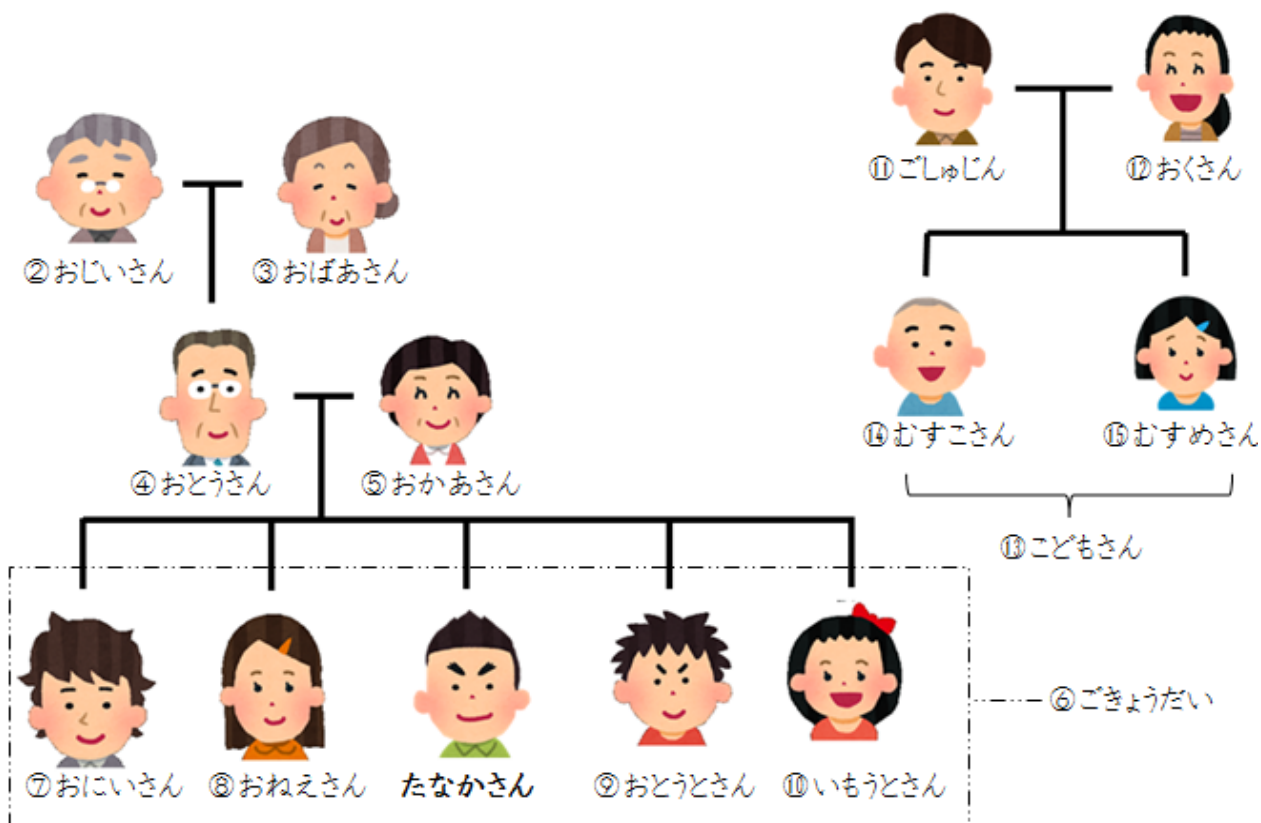 ②おじいさん
③おばあさん
④おとうさん
⑤おかあさん
⑥ごきょうだい
⑦おにいさん
⑧おねえさん
たなかさん
⑨おとうとさん
⑩いもうとさん
⑪ごしゅじん
⑫おくさん
⑭むすこさん
⑮むすめさん
⑬こどもさん